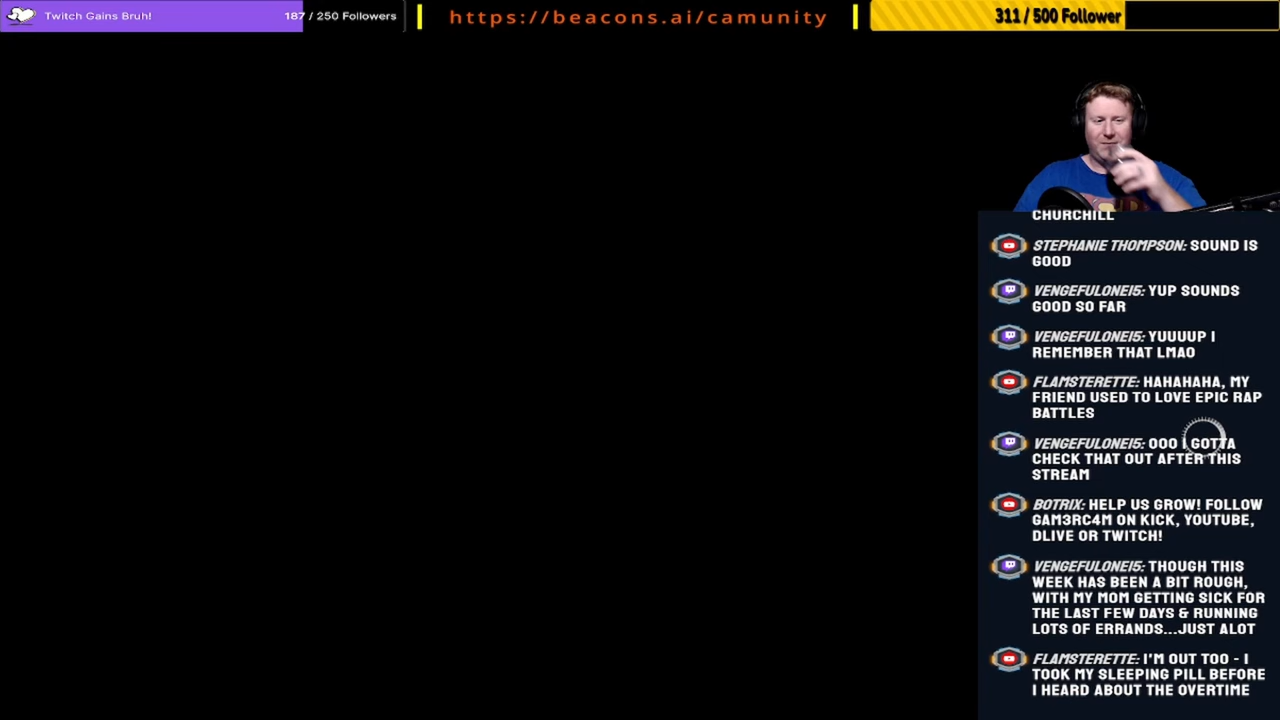 Twitch Gains Bruh!
187 / 250 Followers
https://beacons.ai/camunity
311 / 500 Follower
CHURCHILL
STEPHANIE THOMPSON: SOUND IS
GOOD
VENGEFULONE15: YUP SOUNDS
GOOD SO FAR
VENGEFULONE15: YUUUUP I
REMEMBER THAT LMAO
FLAMSTERETTE: HAHAHAHA, MY
FRIEND USED TO LOVE EPIC RAP
BATTLES
VENGEFULONE15: OOO I GOTTA
CHECK THAT OUT AFTER THIS
STREAM
BOTRIX: HELP US GROW! FOLLOW
GAM3RC4M ON KICK, YOUTUBE,
DLIVE OR TWITCH!
VENGEFULONE15: THOUGH THIS
WEEK HAS BEEN A BIT ROUGH,
WITH MY MOM GETTING SICK FOR
THE LAST FEW DAYS & RUNNING
LOTS OF ERRANDS...JUST ALOT
FLAMSTERETTE: I'M OUT TOO - I
TOOK MY SLEEPING PILL BEFORE
I HEARD ABOUT THE OVERTIME